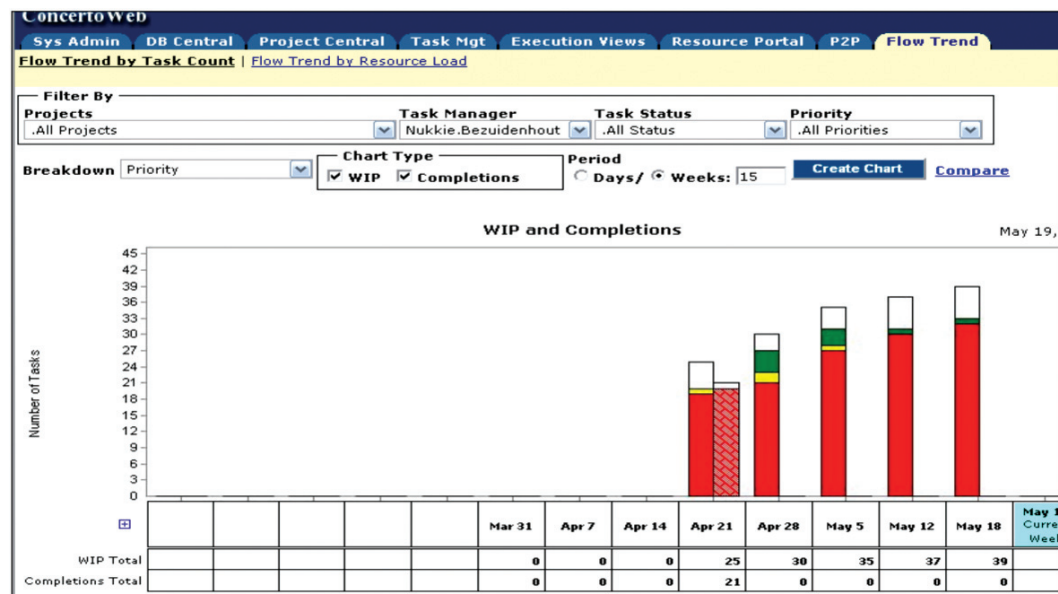 ConcertoWeb
Sys Admin DB Central Project Central Task Mgt Execution Views Resource Portal P2P Flow Trend
Flow Trend by Task Count | Flow Trend by Resource Load
Filter By
Projects Task Manager Task Status Priority
.All Projects Nukkie.Bezuidenhout .All Status .All Priorities
Breakdown Priority Chart Type Period
WIP Completions Days/ Weeks: 15 Create Chart Compare
WIP and Completions May 19,
45
42
39
36
33
30
27
24
21
18
15
12
9
6
3
0
Number of Tasks
Mar 31 Apr 7 Apr 14 Apr 21 Apr 28 May 5 May 12 May 18 May 1
Curre
Wee
WIP Total 0 0 0 25 30 35 37 39
Completions Total 0 0 0 21 0 0 0 0